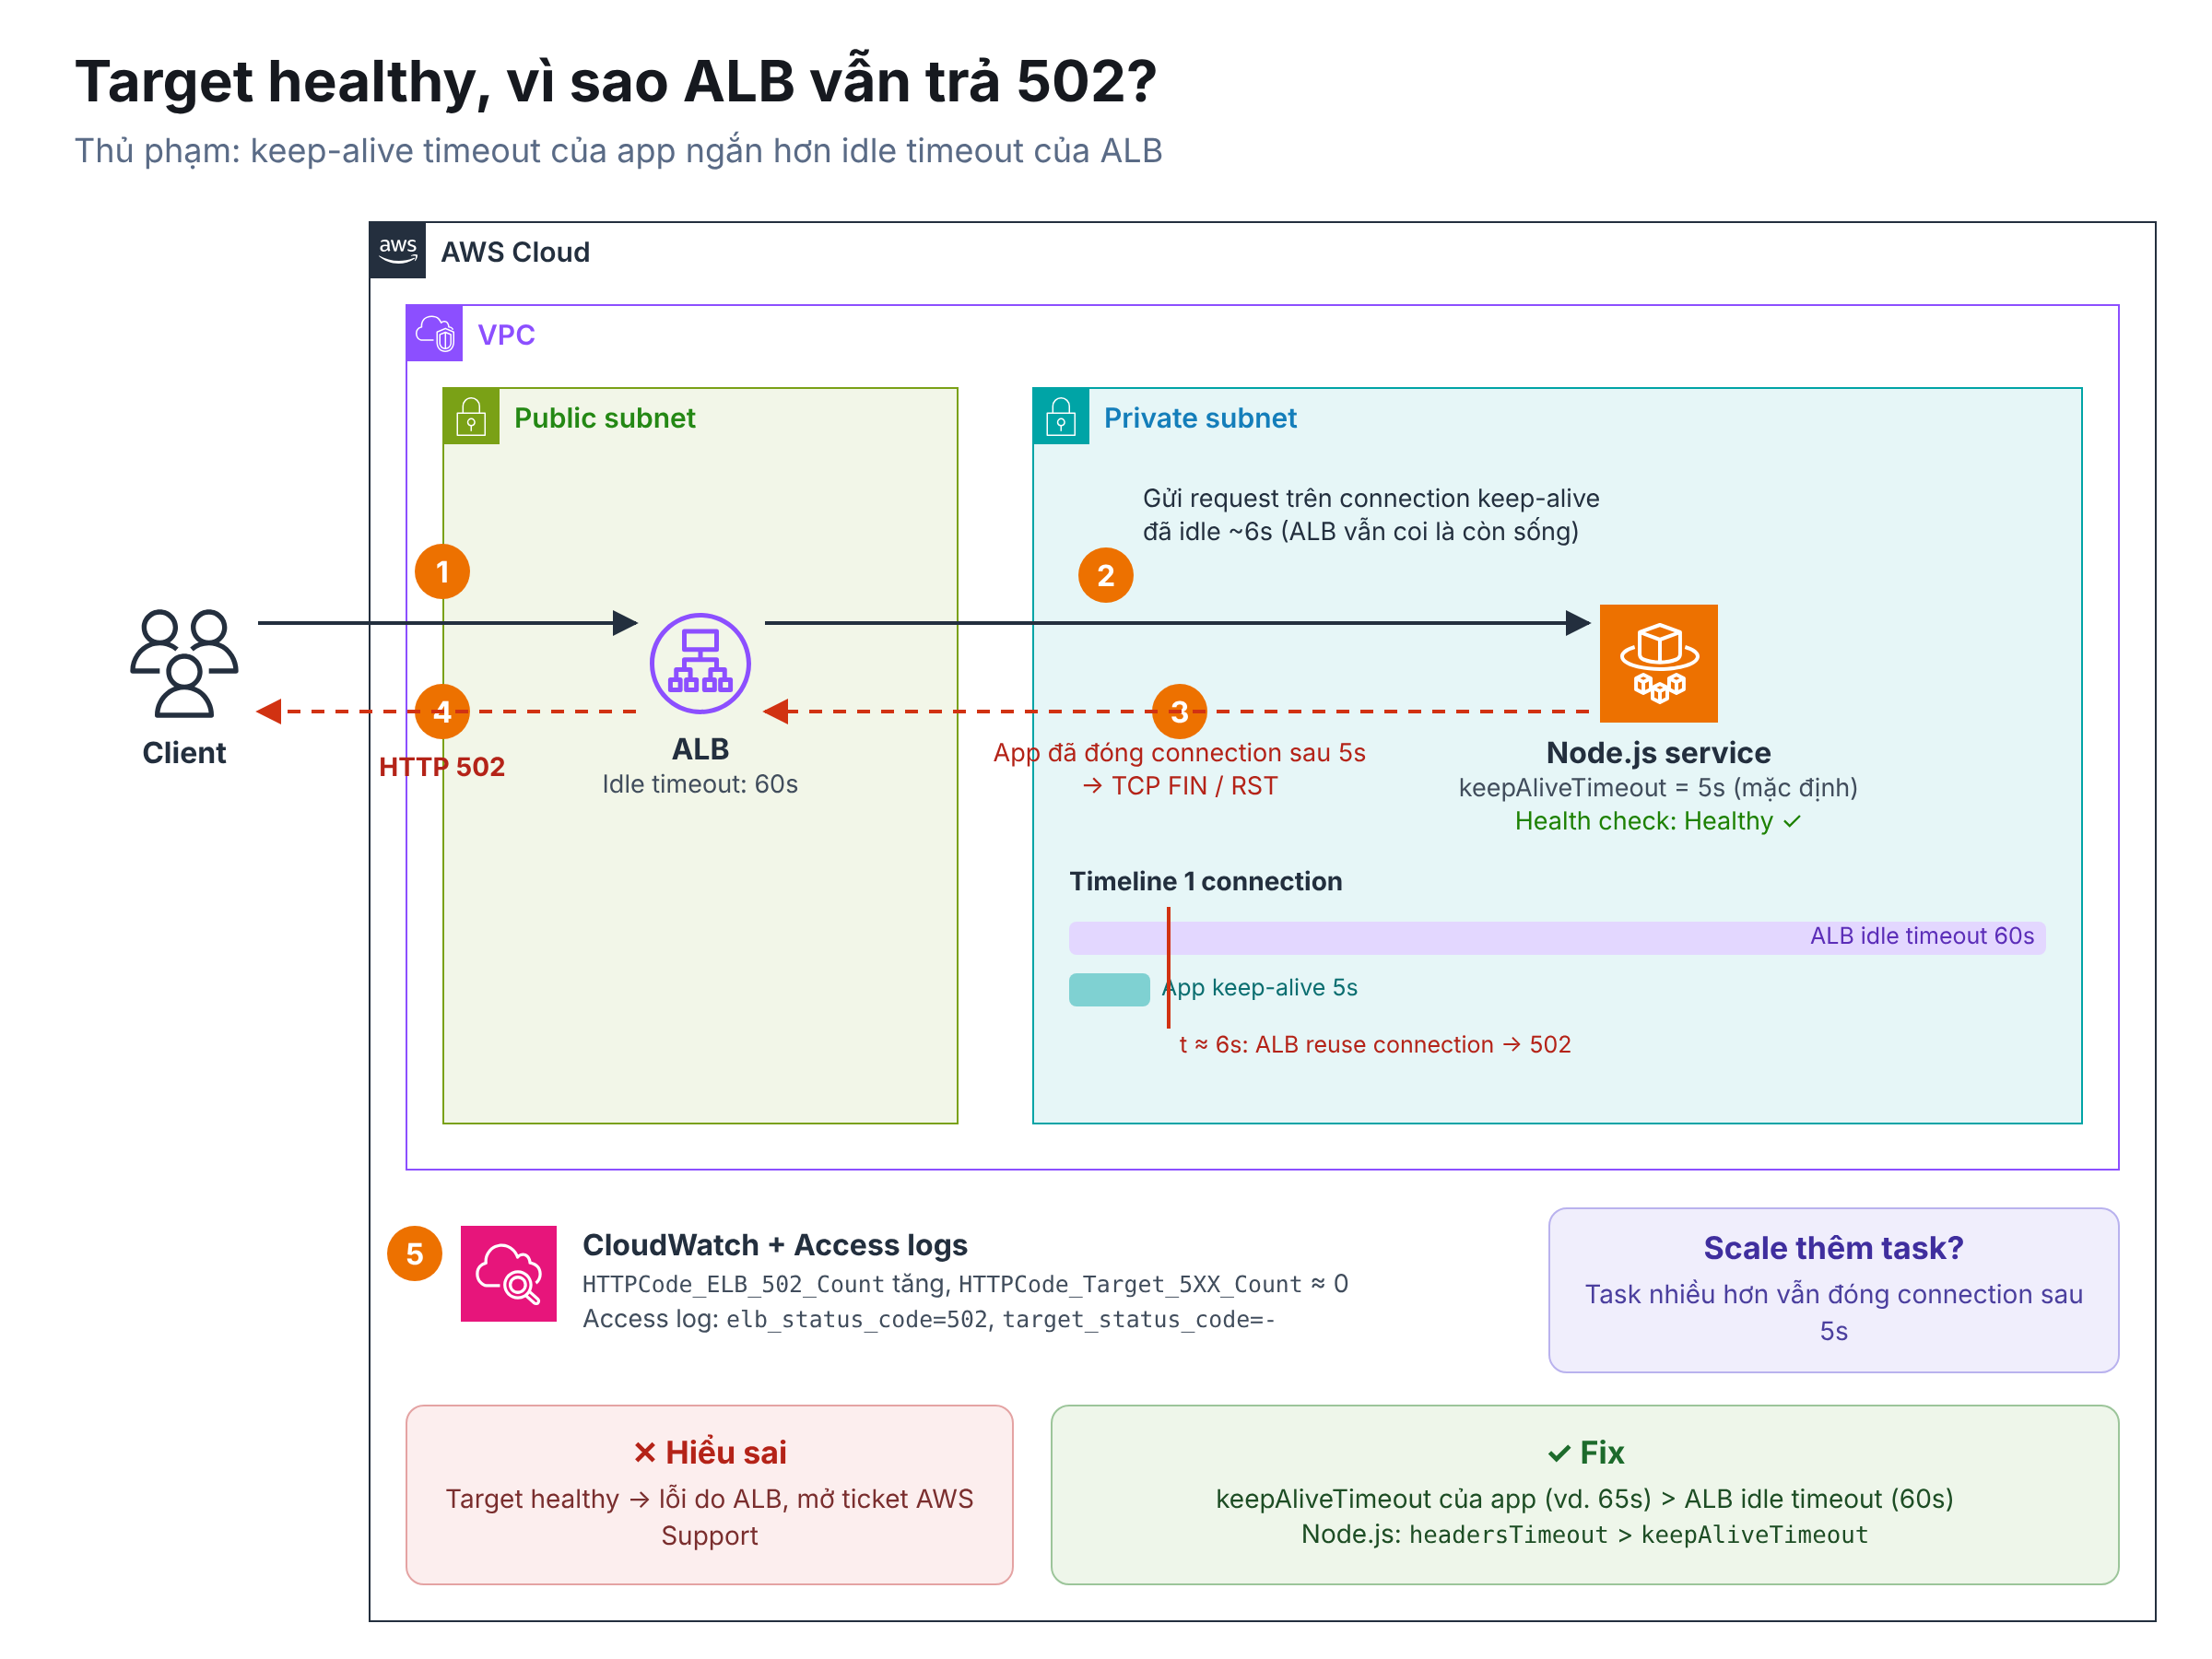 Target healthy, vì sao ALB vẫn trả 502?
Thủ phạm: keep-alive timeout của app ngắn hơn idle timeout của ALB
aws
AWS Cloud
VPC
Public subnet
Private subnet
Gửi request trên connection keep-alive
đã idle ~6s (ALB vẫn coi là còn sống)
1
2
4
3
Client
HTTP 502
ALB
Idle timeout: 60s
App đã đóng connection sau 5s
→ TCP FIN / RST
Node.js service
keepAliveTimeout = 5s (mặc định)
Health check: Healthy ✓
Timeline 1 connection
ALB idle timeout 60s
App keep-alive 5s
t ≈ 6s: ALB reuse connection → 502
5
CloudWatch + Access logs
HTTPCode_ELB_502_Count tăng, HTTPCode_Target_5XX_Count ≈ 0
Access log: elb_status_code=502, target_status_code=-
Scale thêm task?
Task nhiều hơn vẫn đóng connection sau
5s
✕ Hiểu sai
Target healthy → lỗi do ALB, mở ticket AWS
Support
✓ Fix
keepAliveTimeout của app (vd. 65s) > ALB idle timeout (60s)
Node.js: headersTimeout > keepAliveTimeout